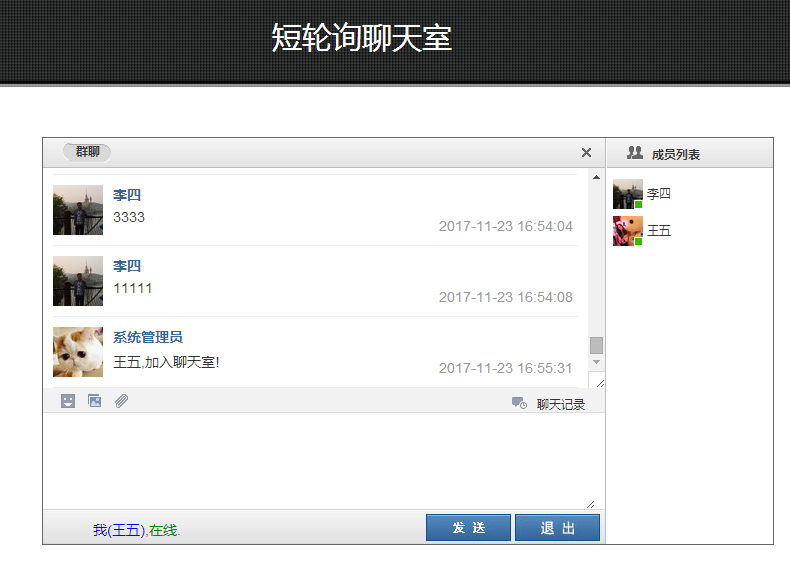 短轮询聊天室
群聊
成员列表
李四
3333
2017-11-23 16:54:04
李四
11111
2017-11-23 16:54:08
系统管理员
王五,加入聊天室!
2017-11-23 16:55:31
李四
王五
聊天记录
我(王五),在线.
发 送
退 出